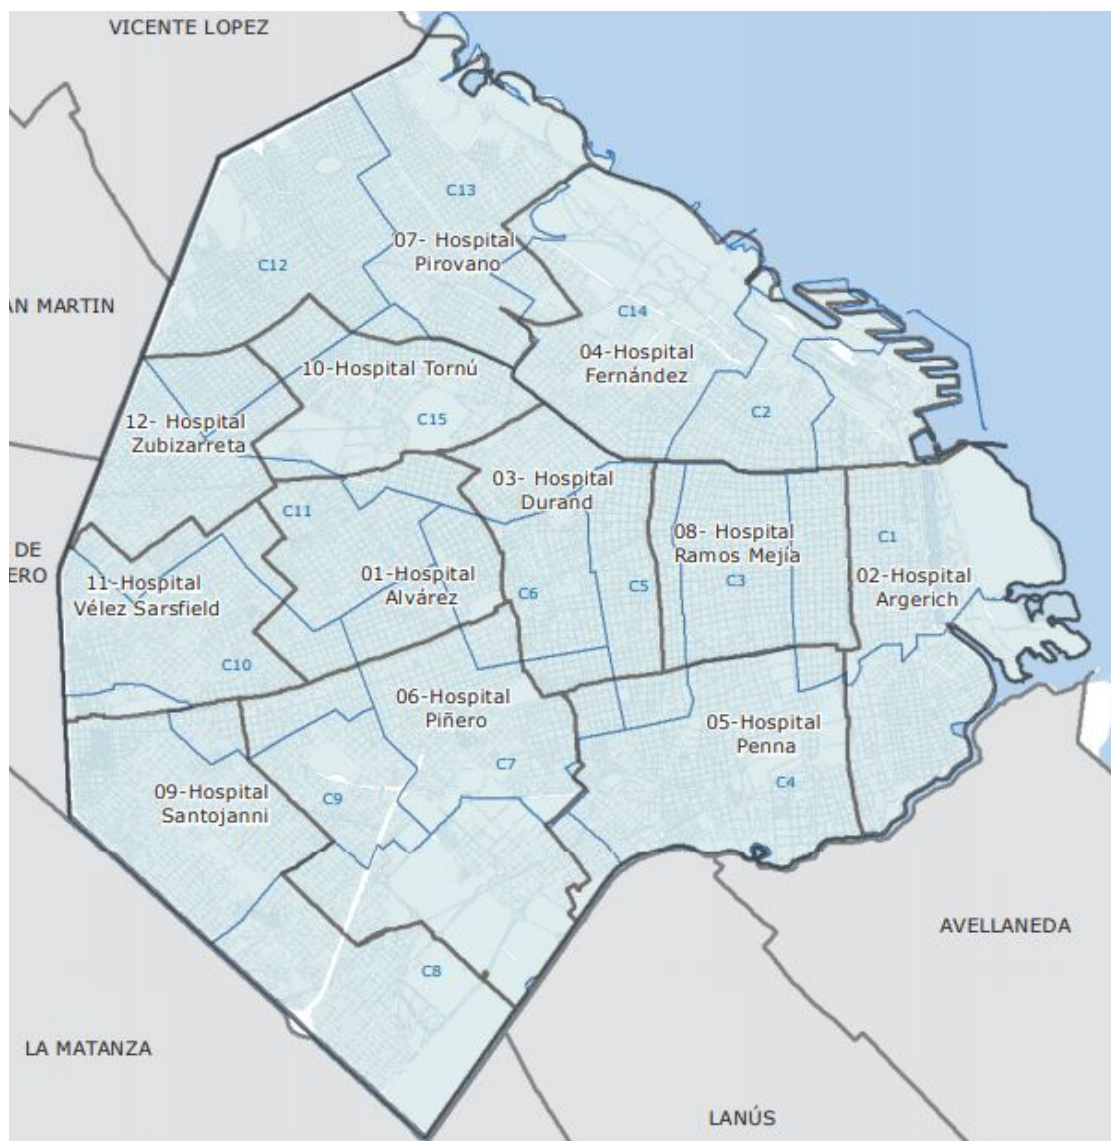 VICENTE LOPEZ
C13
07- Hospital
Pirovano
C12
AN MARTIN
C14
04-Hospital
Fernández
10-Hospital Tornú
C15
C2
12- Hospital
Zubizarreta
03- Hospital
Durand
C11
08- Hospital
Ramos Mejía
C1
DE
ERO
11-Hospital
Vélez Sarsfield
01-Hospital
Alvárez
C6
C5
C3
02-Hospital
Argerich
C10
06-Hospital
Piñero
05-Hospital
Penna
C7
C4
09-Hospital
Santojanni
C9
AVELLANEDA
C8
LA MATANZA
LANÚS